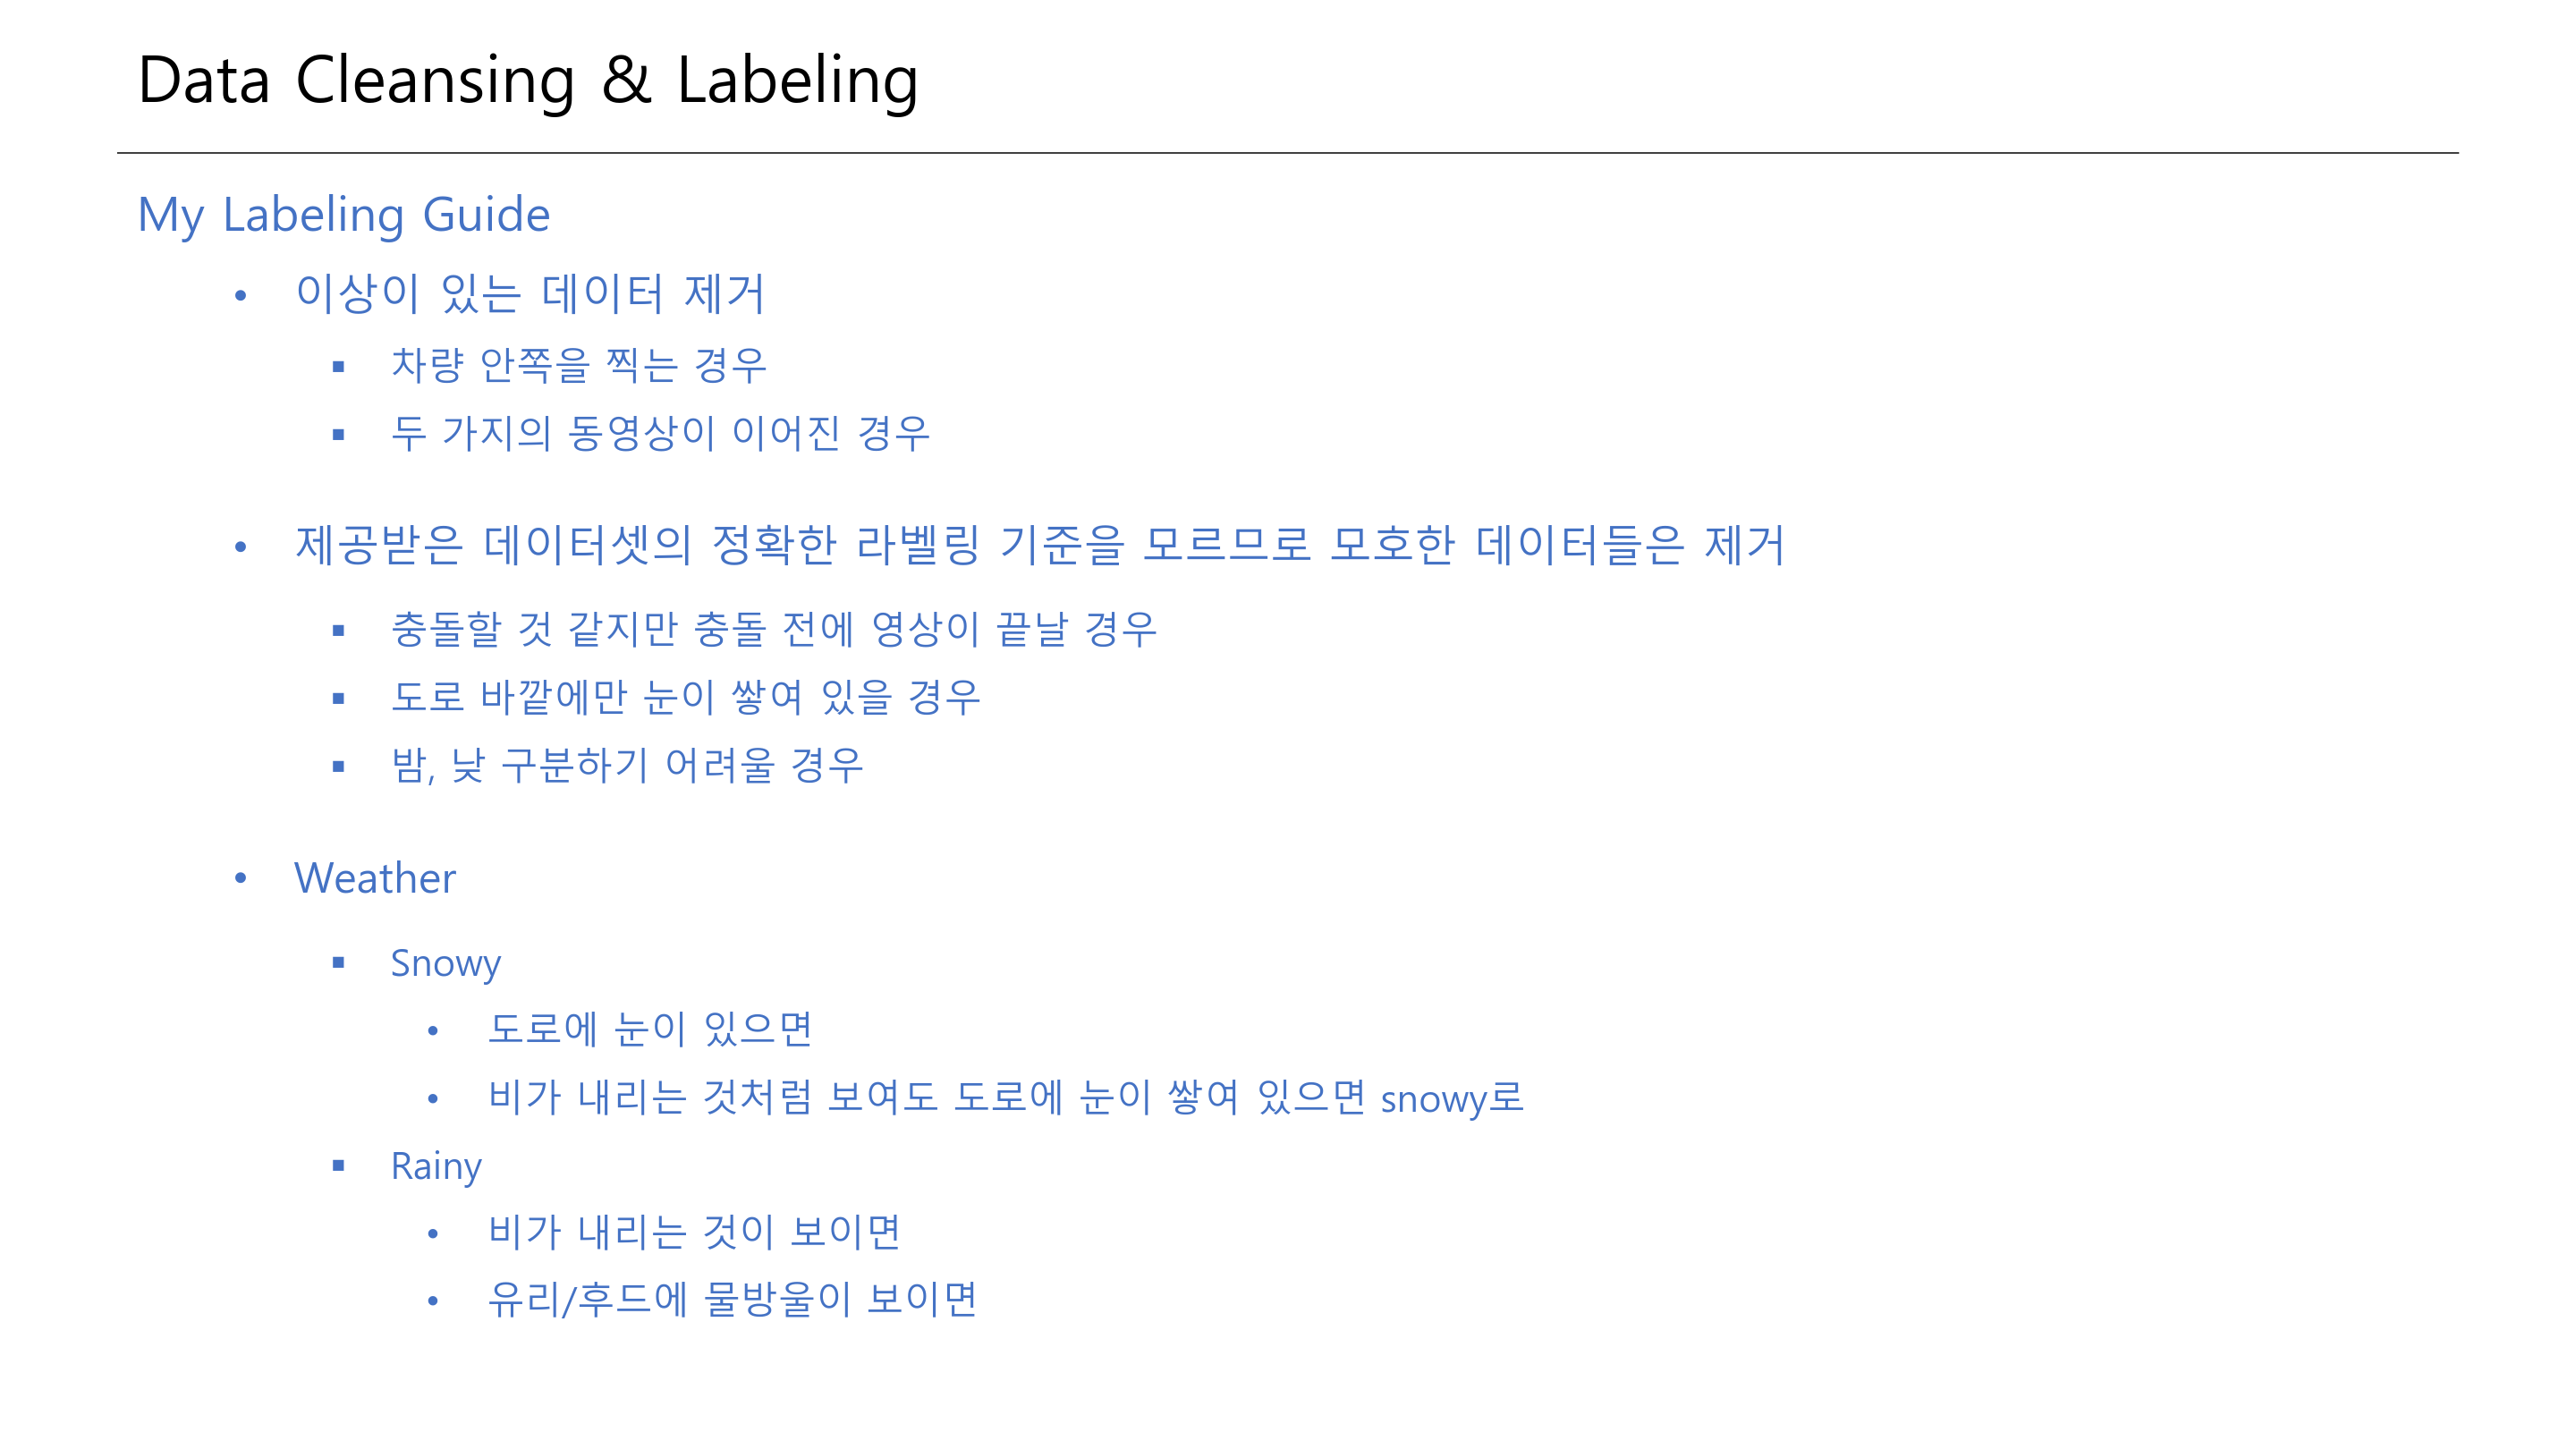 Data Cleansing & Labeling
My Labeling Guide
• 이상이 있는 데이터 제거
▪ 차량 안쪽을 찍는 경우
▪ 두 가지의 동영상이 이어진 경우
• 제공받은 데이터셋의 정확한 라벨링 기준을 모르므로 모호한 데이터들은 제거
▪ 충돌할 것 같지만 충돌 전에 영상이 끝날 경우
▪ 도로 바깥에만 눈이 쌓여 있을 경우
▪ 밤, 낮 구분하기 어려울 경우
• Weather
▪ Snowy
• 도로에 눈이 있으면
• 비가 내리는 것처럼 보여도 도로에 눈이 쌓여 있으면 snowy로
▪ Rainy
• 비가 내리는 것이 보이면
• 유리/후드에 물방울이 보이면